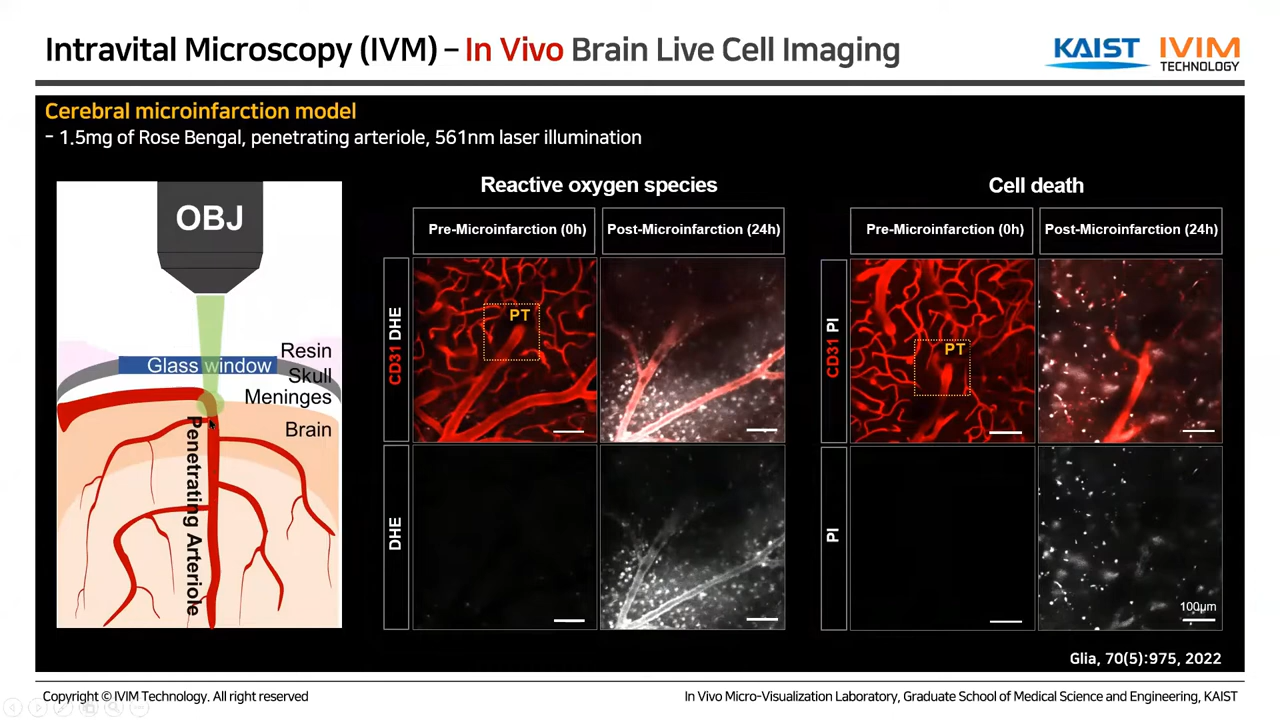 Intravital Microscopy (IVM) – In Vivo Brain Live Cell Imaging
KAIST
IVIM
TECHNOLOGY
Cerebral microinfarction model
- 1.5mg of Rose Bengal, penetrating arteriole, 561nm laser illumination
OBJ
Resin
Glass window
Skull
Meninges
Brain
Penetrating Arteriole
Reactive oxygen species
Pre-Microinfarction (0h)
Post-Microinfarction (24h)
CD31 DHE
PT
DHE
Cell death
Pre-Microinfarction (0h)
Post-Microinfarction (24h)
CD31 PI
PT
PI
100μm
Glia, 70(5):975, 2022
Copyright © IVIM Technology. All right reserved
In Vivo Micro-Visualization Laboratory, Graduate School of Medical Science and Engineering, KAIST